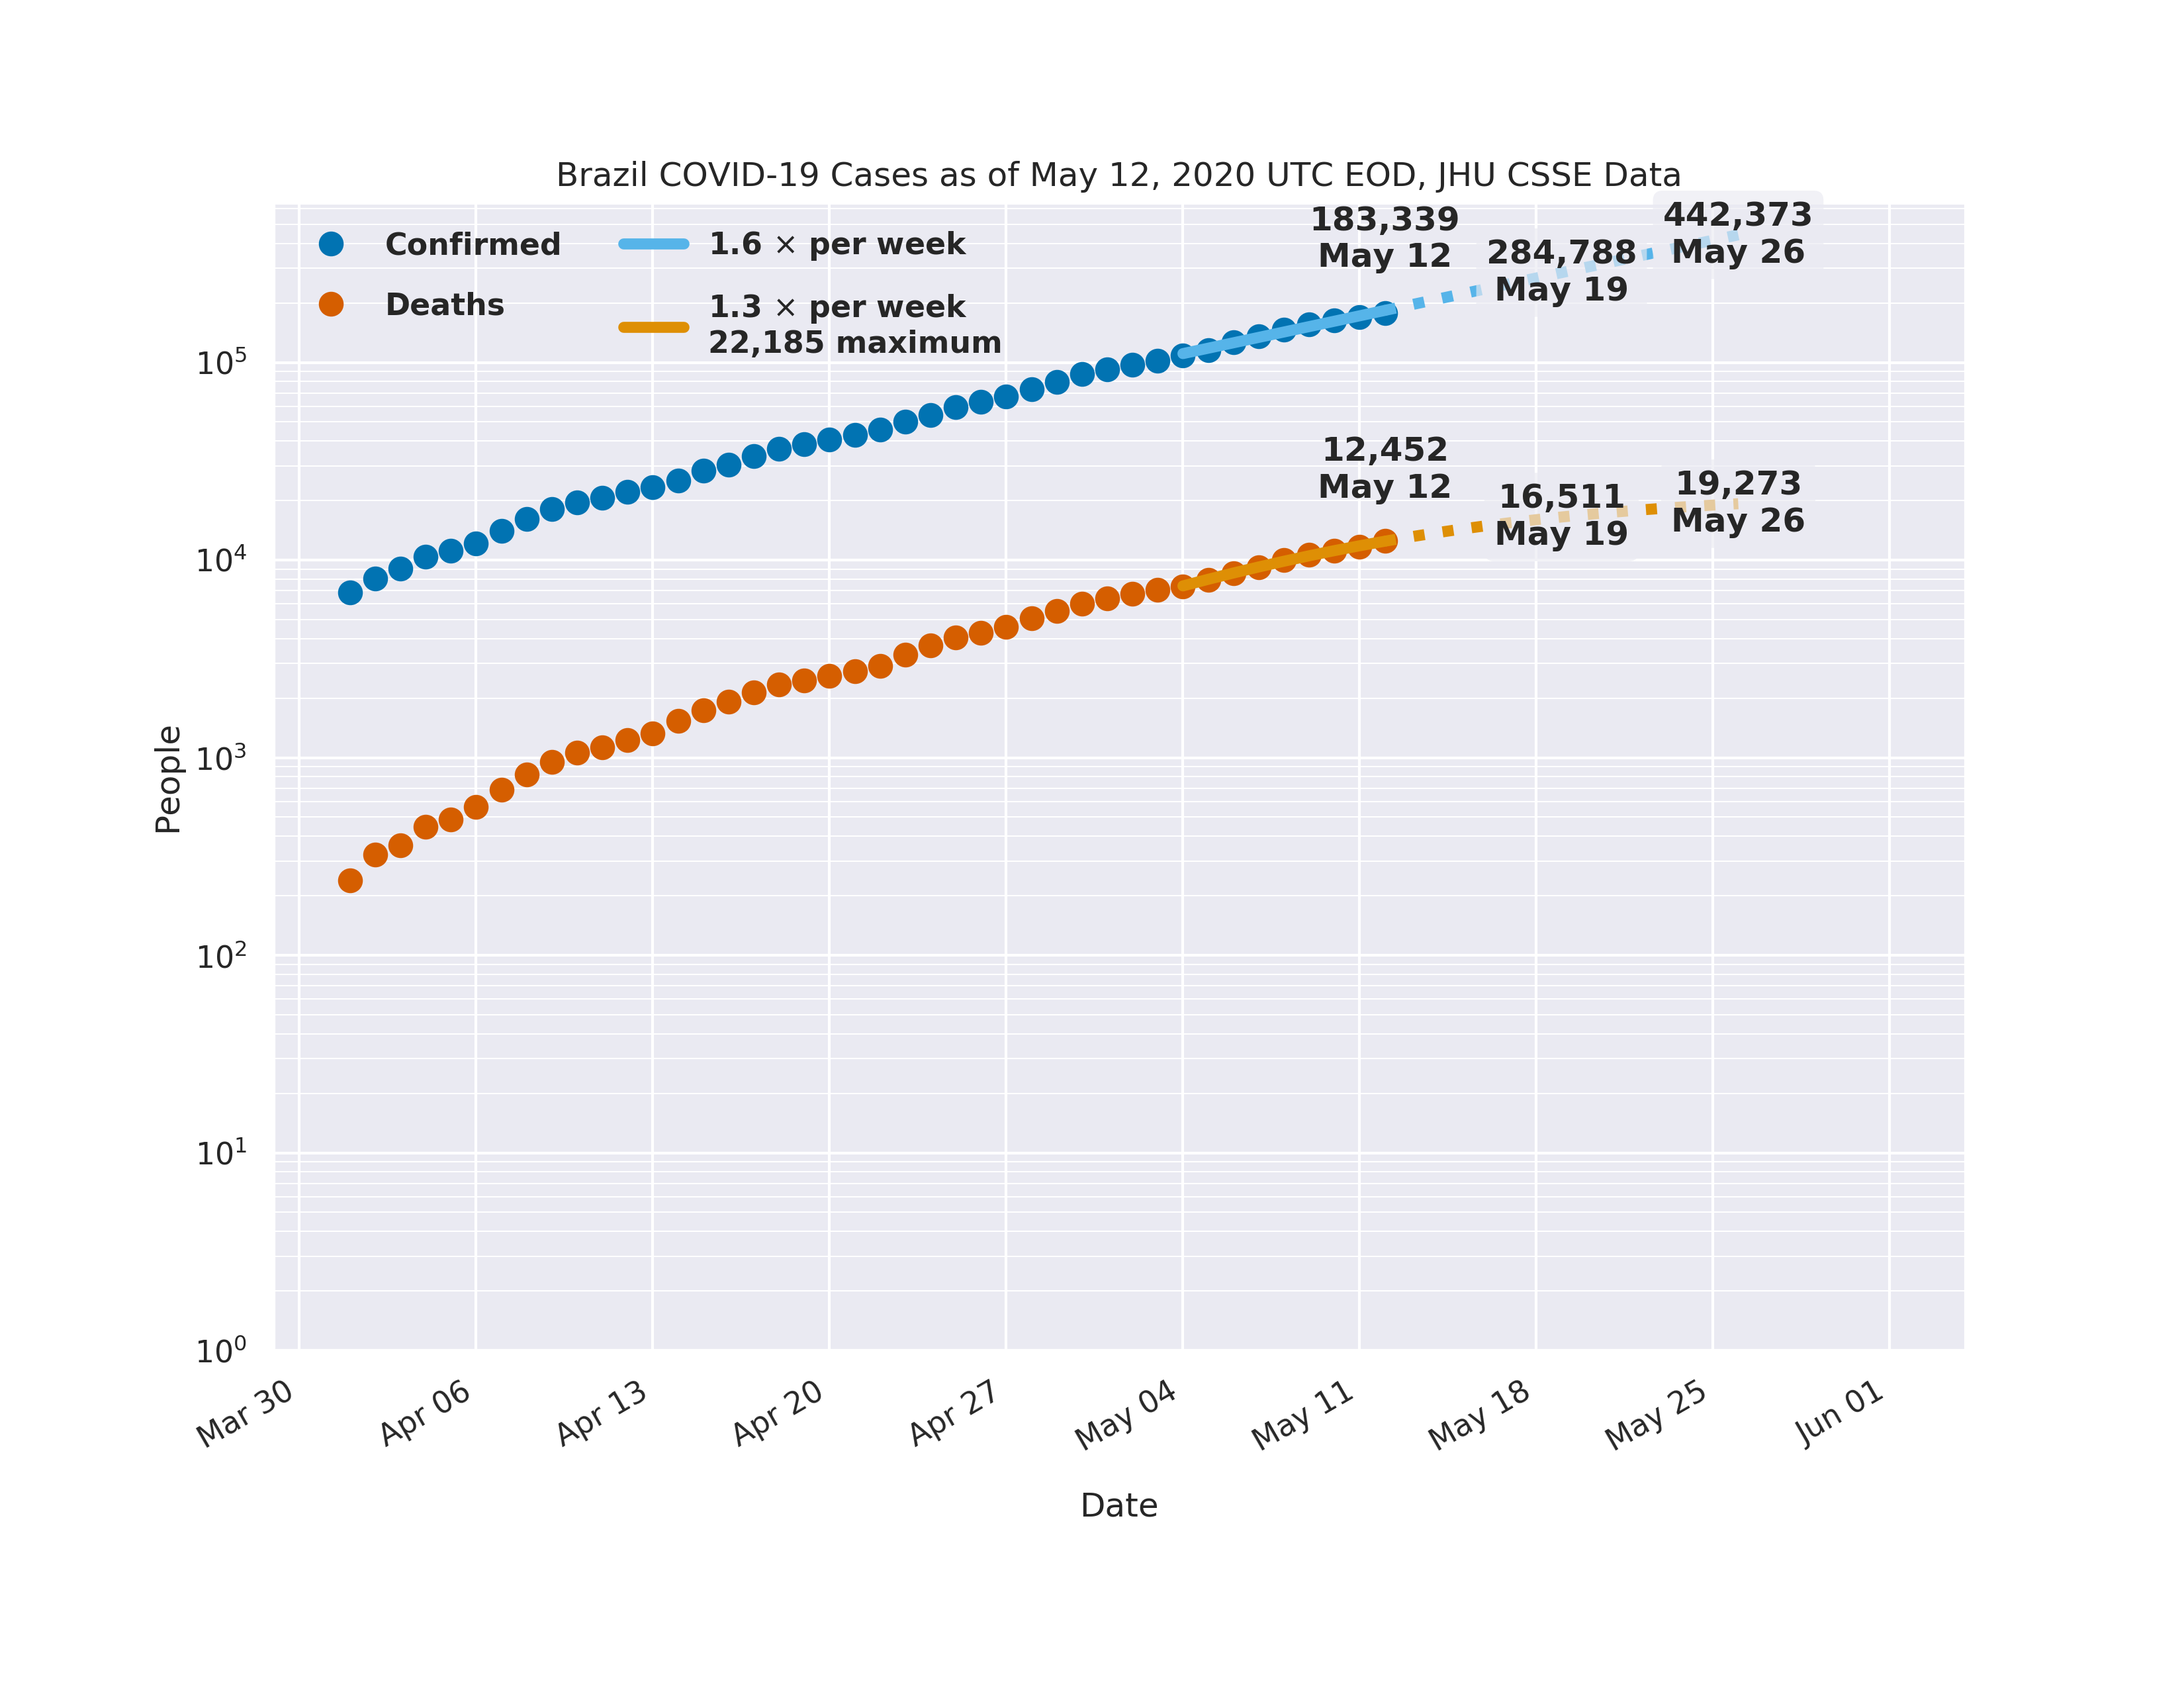 Brazil COVID-19 Cases as of May 12, 2020 UTC EOD, JHU CSSE Data
Confirmed
Deaths
1.6 × per week
1.3 × per week
22,185 maximum
183,339
May 12
284,788
May 19
442,373
May 26
12,452
May 12
16,511
May 19
19,273
May 26
People
10⁵
10⁴
10³
10²
10¹
10⁰
Mar 30
Apr 06
Apr 13
Apr 20
Apr 27
May 04
May 11
May 18
May 25
Jun 01
Date